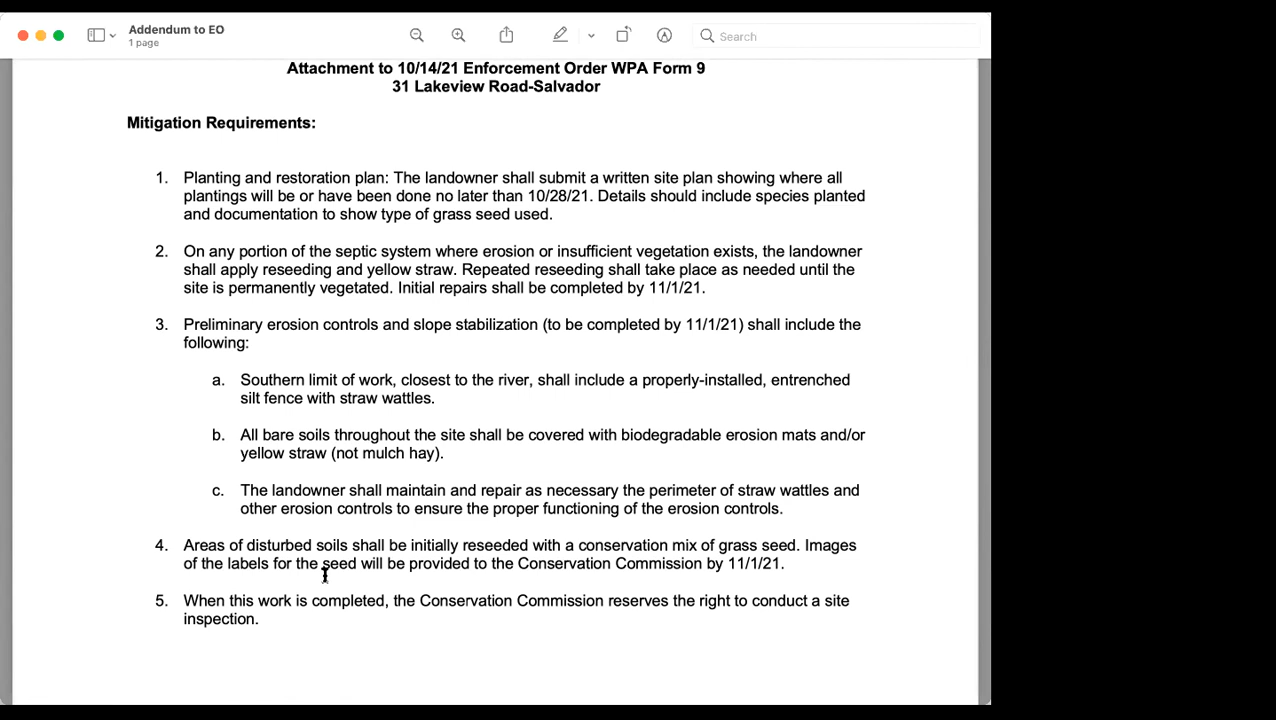 Addendum to EO
1 page
Search
Attachment to 10/14/21 Enforcement Order WPA Form 9
31 Lakeview Road-Salvador
Mitigation Requirements:
1. Planting and restoration plan: The landowner shall submit a written site plan showing where all
plantings will be or have been done no later than 10/28/21. Details should include species planted
and documentation to show type of grass seed used.
2. On any portion of the septic system where erosion or insufficient vegetation exists, the landowner
shall apply reseeding and yellow straw. Repeated reseeding shall take place as needed until the
site is permanently vegetated. Initial repairs shall be completed by 11/1/21.
3. Preliminary erosion controls and slope stabilization (to be completed by 11/1/21) shall include the
following:
a. Southern limit of work, closest to the river, shall include a properly-installed, entrenched
silt fence with straw wattles.
b. All bare soils throughout the site shall be covered with biodegradable erosion mats and/or
yellow straw (not mulch hay).
c. The landowner shall maintain and repair as necessary the perimeter of straw wattles and
other erosion controls to ensure the proper functioning of the erosion controls.
4. Areas of disturbed soils shall be initially reseeded with a conservation mix of grass seed. Images
of the labels for the seed will be provided to the Conservation Commission by 11/1/21.
5. When this work is completed, the Conservation Commission reserves the right to conduct a site
inspection.